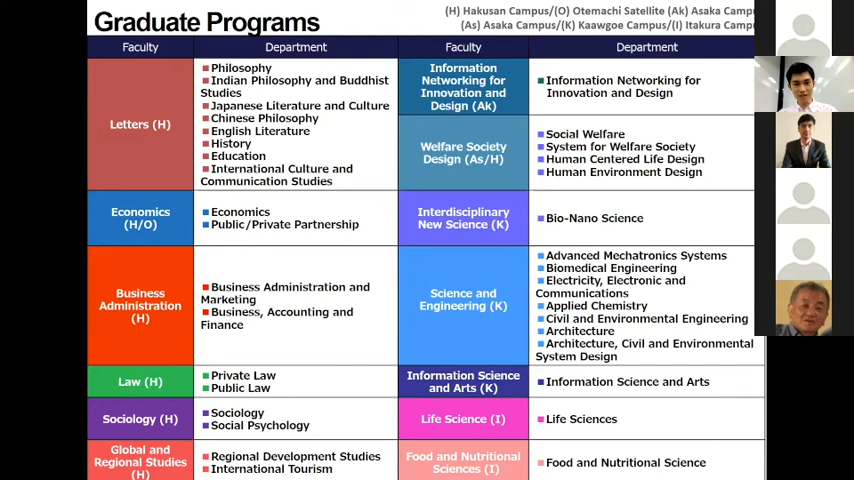 Graduate Programs
(H) Hakusan Campus/(O) Otemachi Satellite (Ak) Asaka Camp
(As) Asaka Campus/(K) Kaawgoe Campus/(I) Itakura Camp
Faculty
Department
Faculty
Department
Letters (H)
Philosophy
Indian Philosophy and Buddhist
Studies
Japanese Literature and Culture
Chinese Philosophy
English Literature
History
Education
International Culture and
Communication Studies
Information
Networking for
Innovation and
Design (Ak)
Information Networking for
Innovation and Design
Welfare Society
Design (As/H)
Social Welfare
System for Welfare Society
Human Centered Life Design
Human Environment Design
Economics
(H/O)
Economics
Public/Private Partnership
Interdisciplinary
New Science (K)
Bio-Nano Science
Business
Administration
(H)
Business Administration and
Marketing
Business, Accounting and
Finance
Science and
Engineering (K)
Advanced Mechatronics Systems
Biomedical Engineering
Electricity, Electronic and
Communications
Applied Chemistry
Civil and Environmental Engineering
Architecture
Architecture, Civil and Environmental
System Design
Law (H)
Private Law
Public Law
Information Science
and Arts (K)
Information Science and Arts
Sociology (H)
Sociology
Social Psychology
Life Science (I)
Life Sciences
Global and
Regional Studies
(H)
Regional Development Studies
International Tourism
Food and Nutritional
Sciences (I)
Food and Nutritional Science